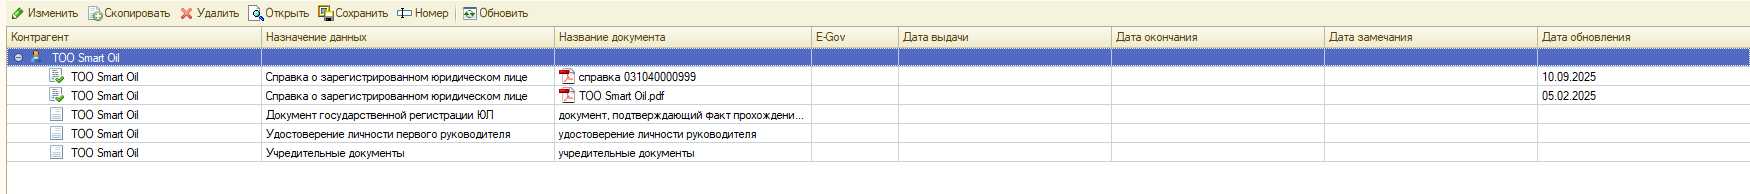 Изменить Скопировать Удалить Открыть Сохранить Номер Обновить
Контрагент Назначение данных Название документа E-Gov Дата выдачи Дата окончания Дата замечания Дата обновления
ТОО Smart Oil
ТОО Smart Oil Справка о зарегистрированном юридическом лице справка 031040000999 10.09.2025
ТОО Smart Oil Справка о зарегистрированном юридическом лице ТОО Smart Oil.pdf 05.02.2025
ТОО Smart Oil Документ государственной регистрации ЮЛ документ, подтверждающий факт прохождени...
ТОО Smart Oil Удостоверение личности первого руководителя удостоверение личности руководителя
ТОО Smart Oil Учредительные документы учредительные документы